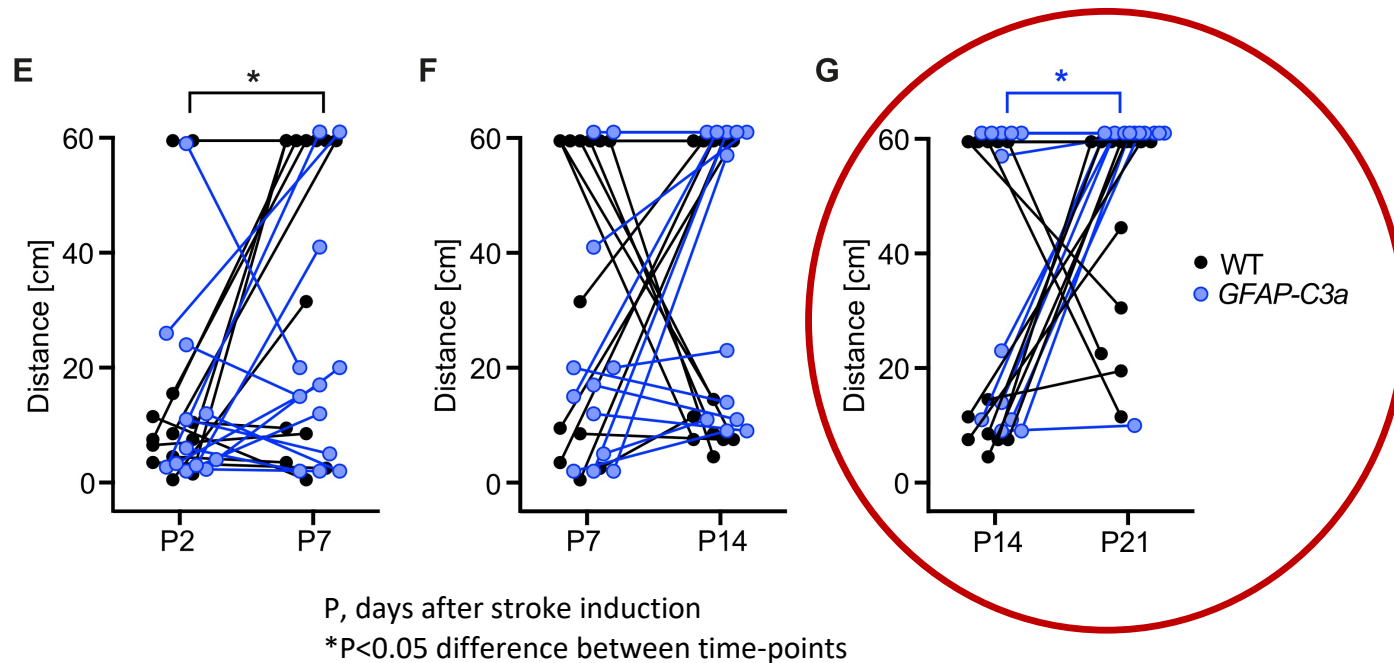 E
*
Distance [cm]
60
40
20
0
P2 P7
F
Distance [cm]
60
40
20
0
P7 P14
G
*
Distance [cm]
60
40
20
0
P14 P21
WT
GFAP-C3a
P, days after stroke induction
*P<0.05 difference between time-points